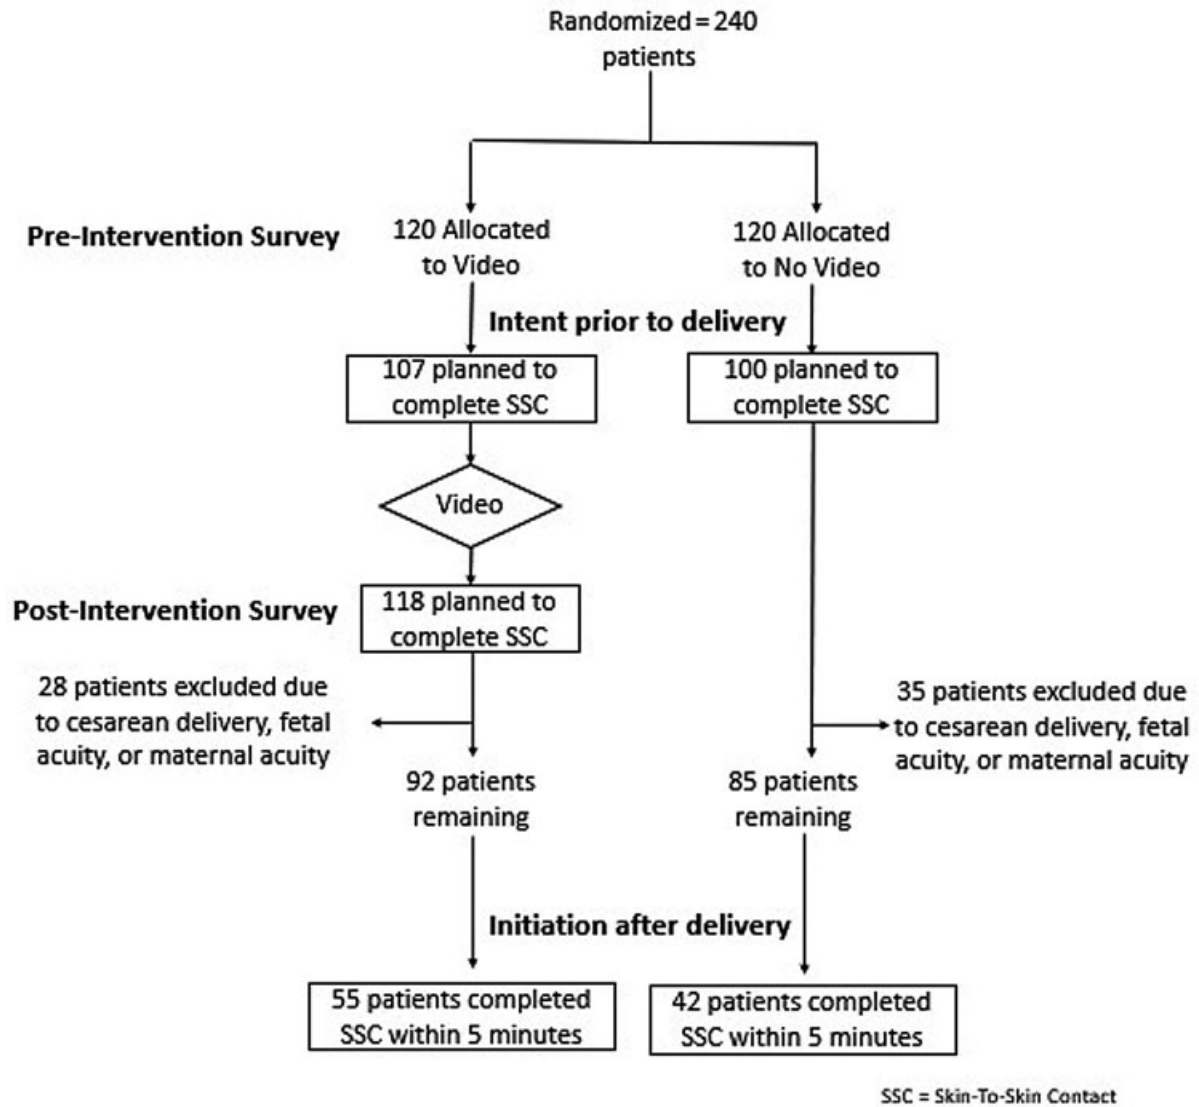 Randomized = 240
patients
Pre-Intervention Survey
120 Allocated
to Video
120 Allocated
to No Video
Intent prior to delivery
107 planned to
complete SSC
100 planned to
complete SSC
Video
Post-Intervention Survey
118 planned to
complete SSC
28 patients excluded due
to cesarean delivery, fetal
acuity, or maternal acuity
35 patients excluded due
to cesarean delivery, fetal
acuity, or maternal acuity
92 patients
remaining
85 patients
remaining
Initiation after delivery
55 patients completed
SSC within 5 minutes
42 patients completed
SSC within 5 minutes
SSC = Skin-To-Skin Contact